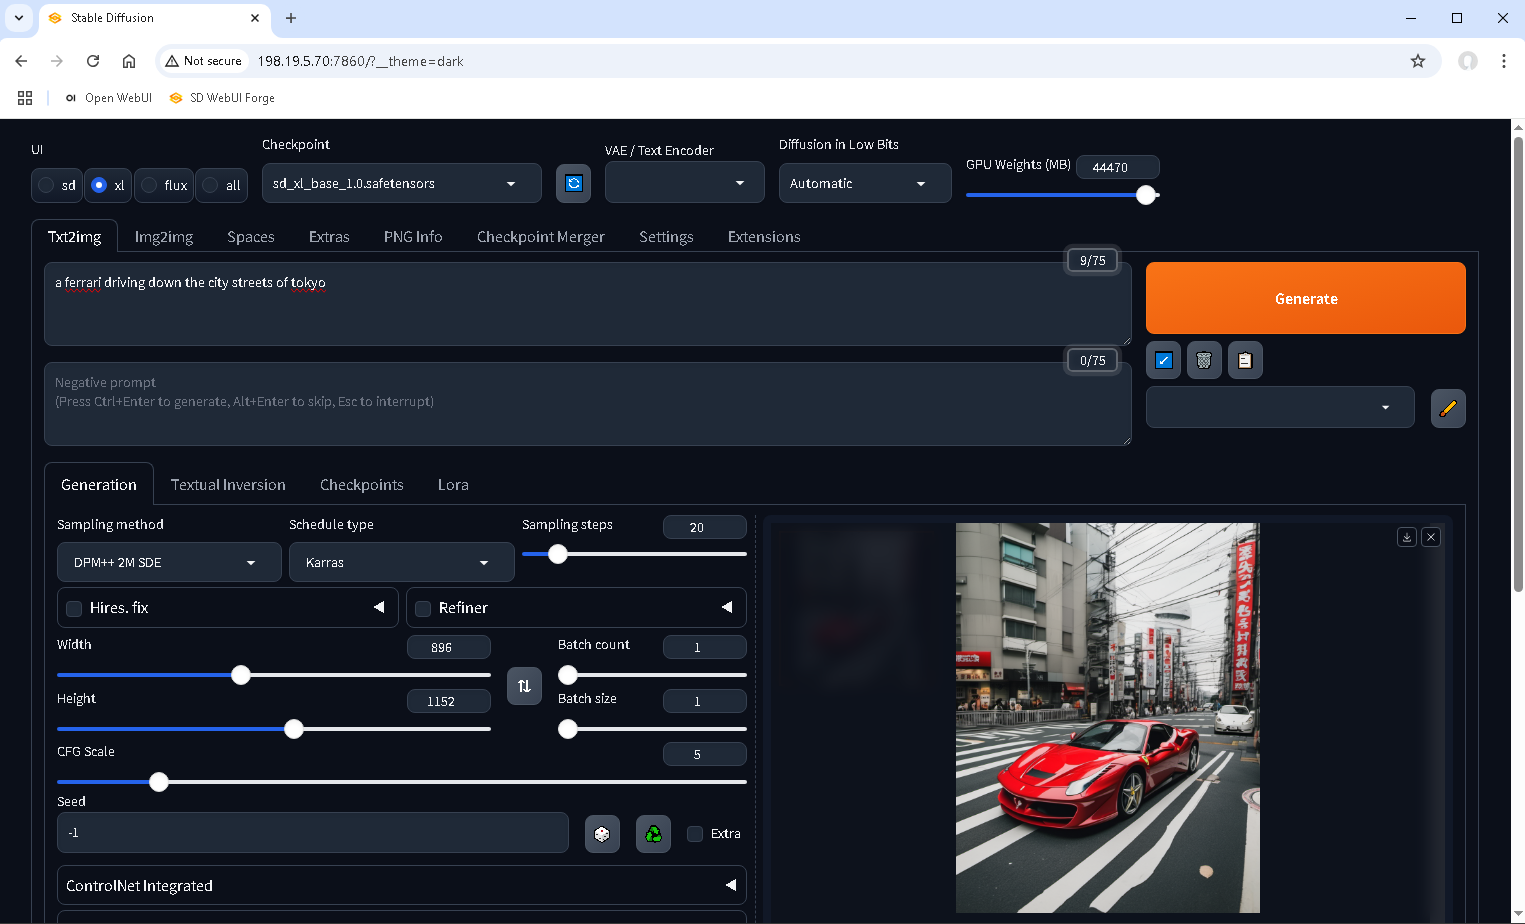 Stable Diffusion
Not secure
198.19.5.70:7860/?__theme=dark
Open WebUI
SD WebUI Forge
UI
sd
xl
flux
all
Checkpoint
sd_xl_base_1.0.safetensors
VAE / Text Encoder
Diffusion in Low Bits
Automatic
GPU Weights (MB)
44470
Txt2img
Img2img
Spaces
Extras
PNG Info
Checkpoint Merger
Settings
Extensions
9/75
a ferrari driving down the city streets of tokyo
Generate
0/75
Negative prompt
(Press Ctrl+Enter to generate, Alt+Enter to skip, Esc to interrupt)
Generation
Textual Inversion
Checkpoints
Lora
Sampling method
DPM++ 2M SDE
Schedule type
Karras
Sampling steps
20
Hires. fix
Refiner
Width
896
Batch count
1
Height
1152
Batch size
1
CFG Scale
5
Seed
-1
Extra
ControlNet Integrated